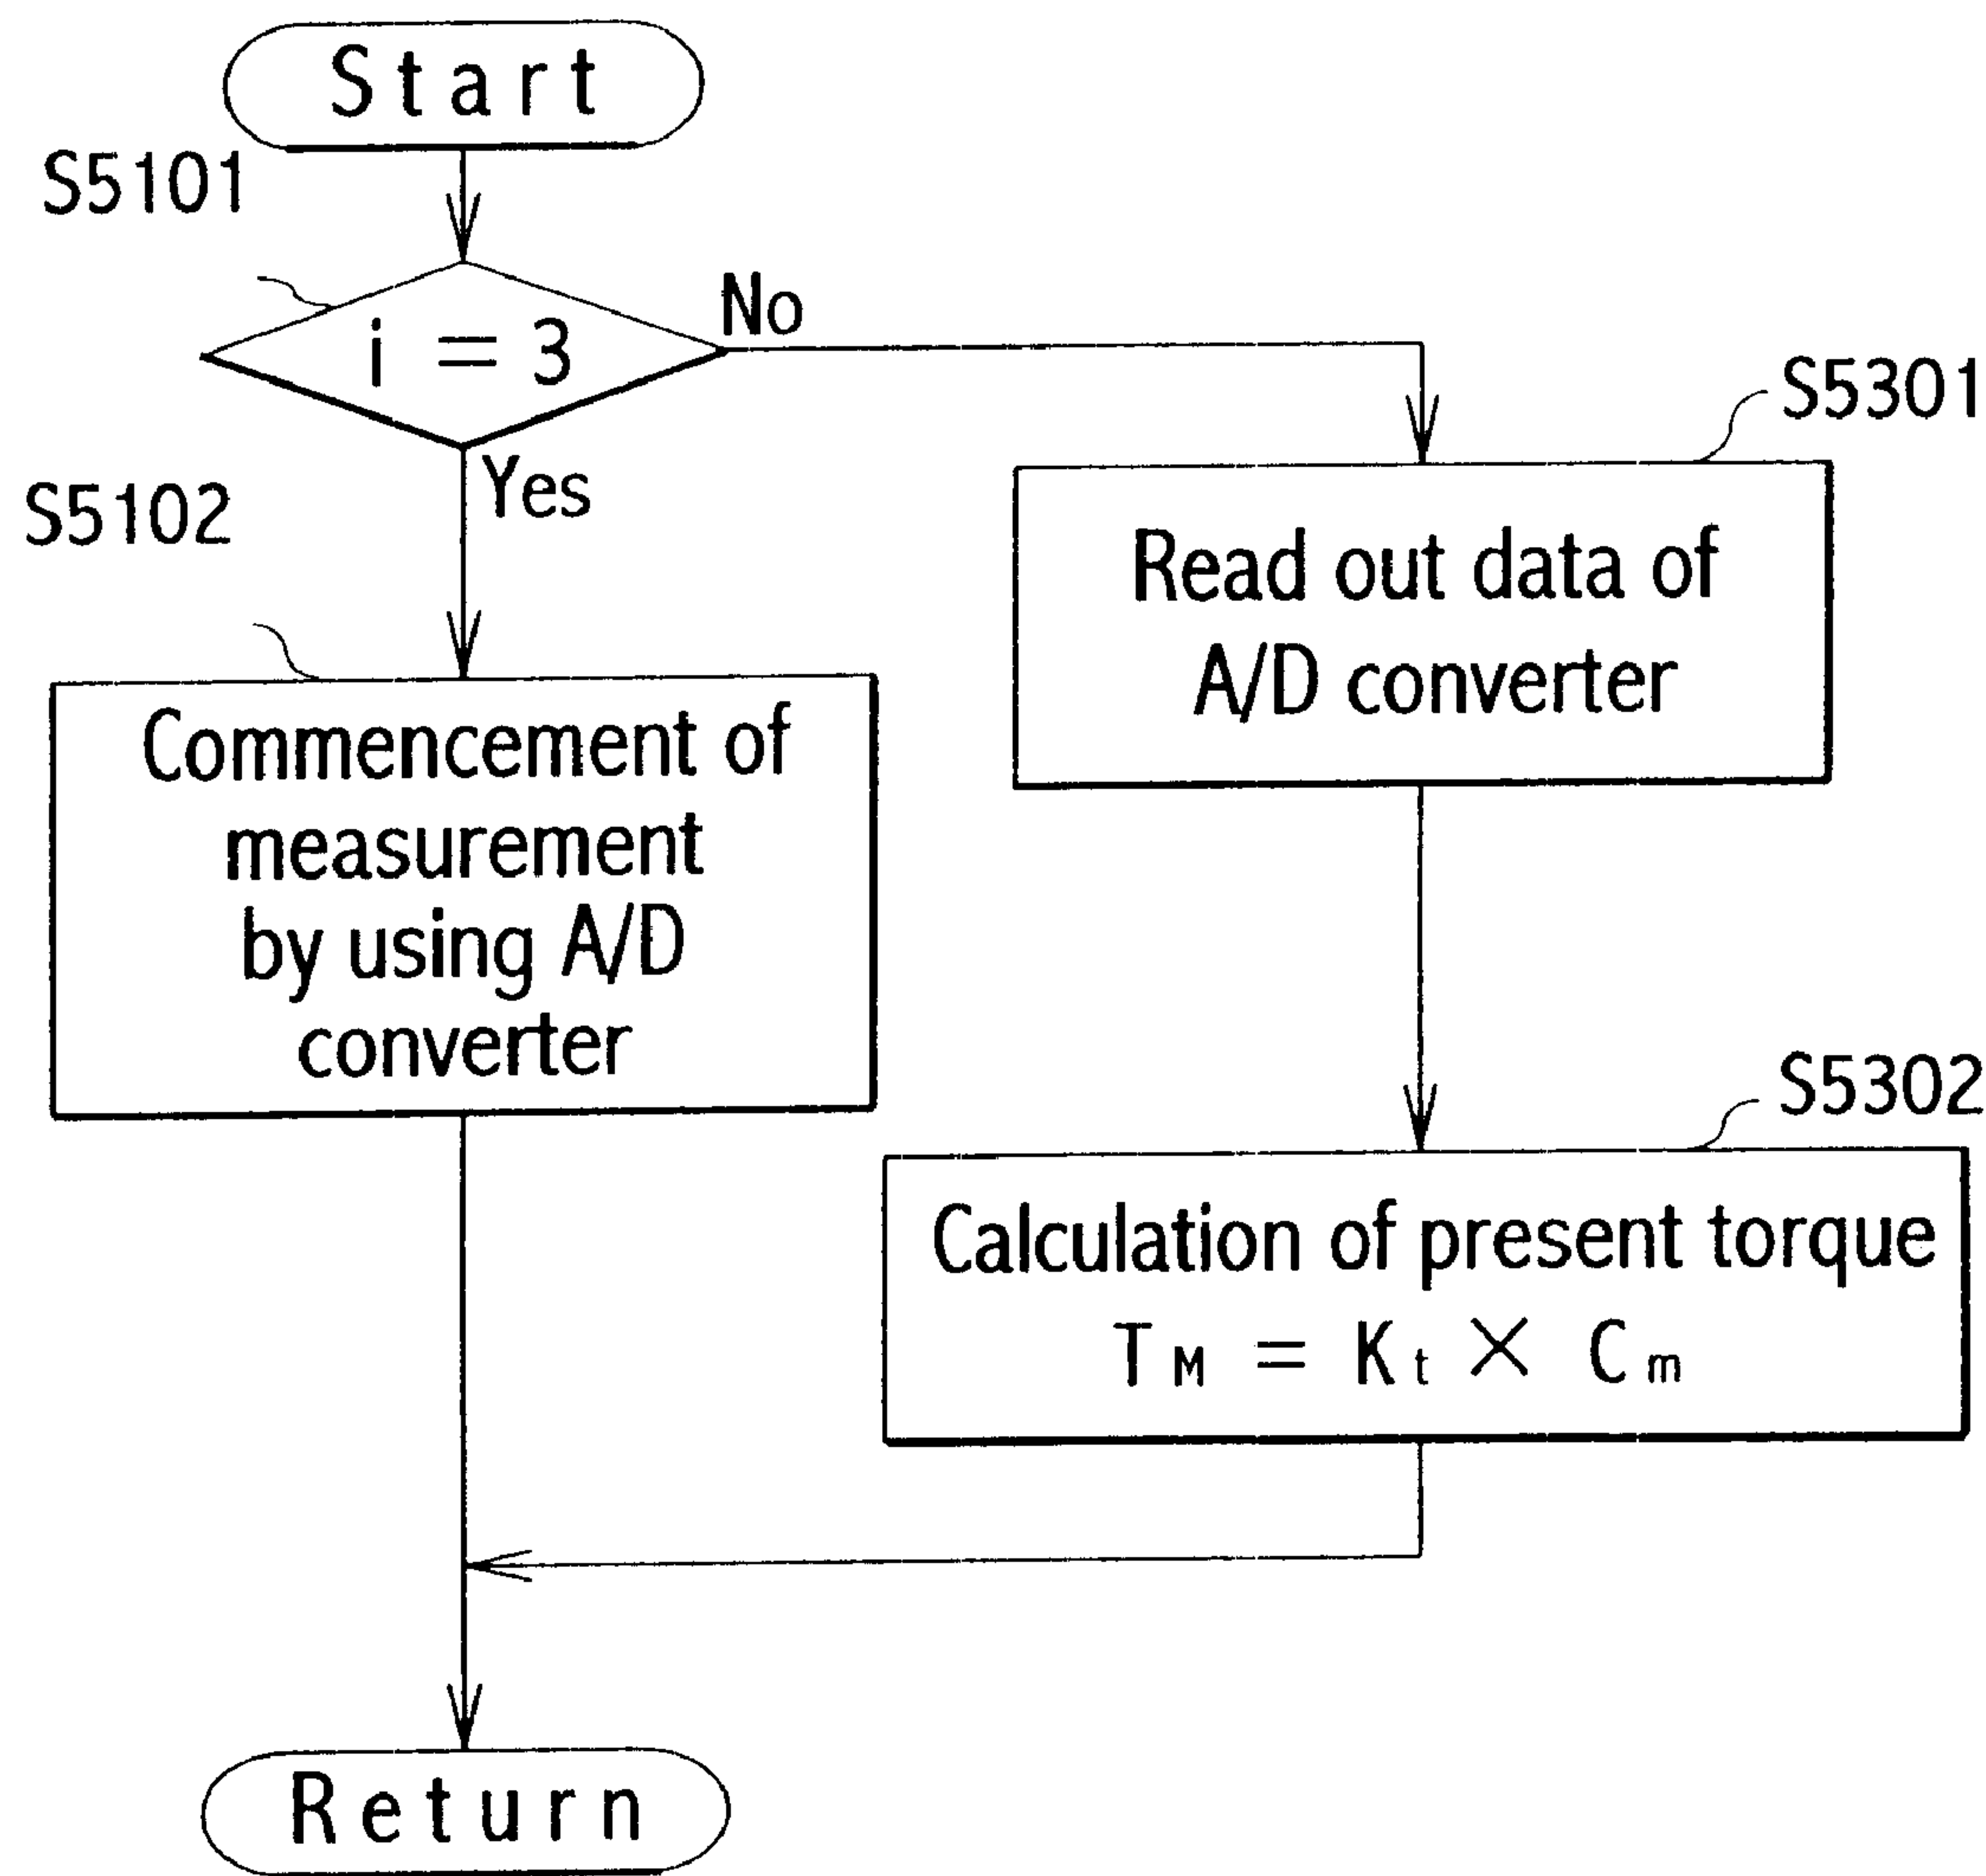 Start
S5101
i = 3
No
Yes
S5102
Commencement of
measurement
by using A/D
converter
S5301
Read out data of
A/D converter
S5302
Calculation of present torque
TM = Kt × Cm
Return